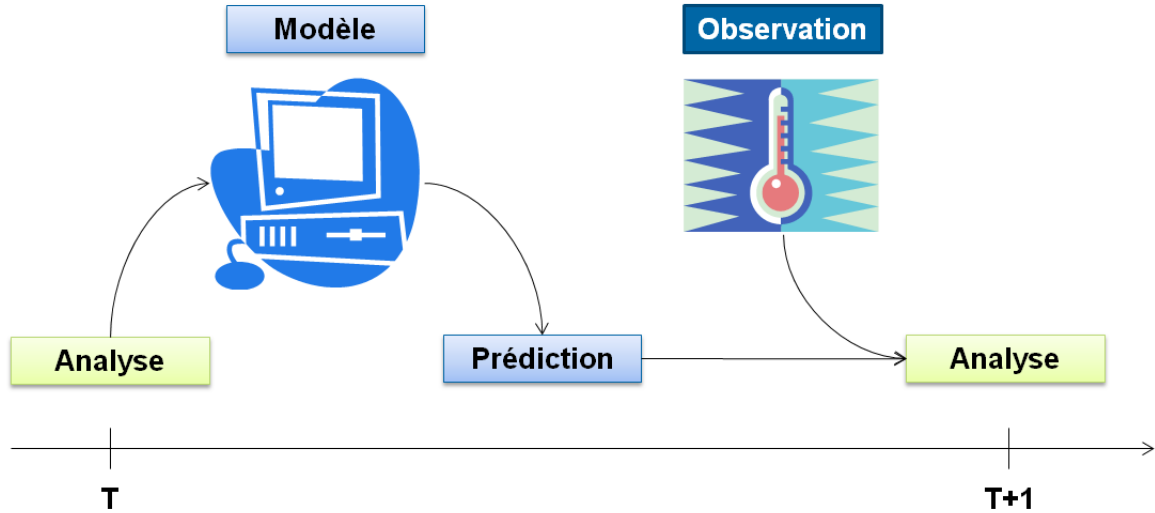 Modèle
Observation
Analyse
Prédiction
Analyse
T
T+1